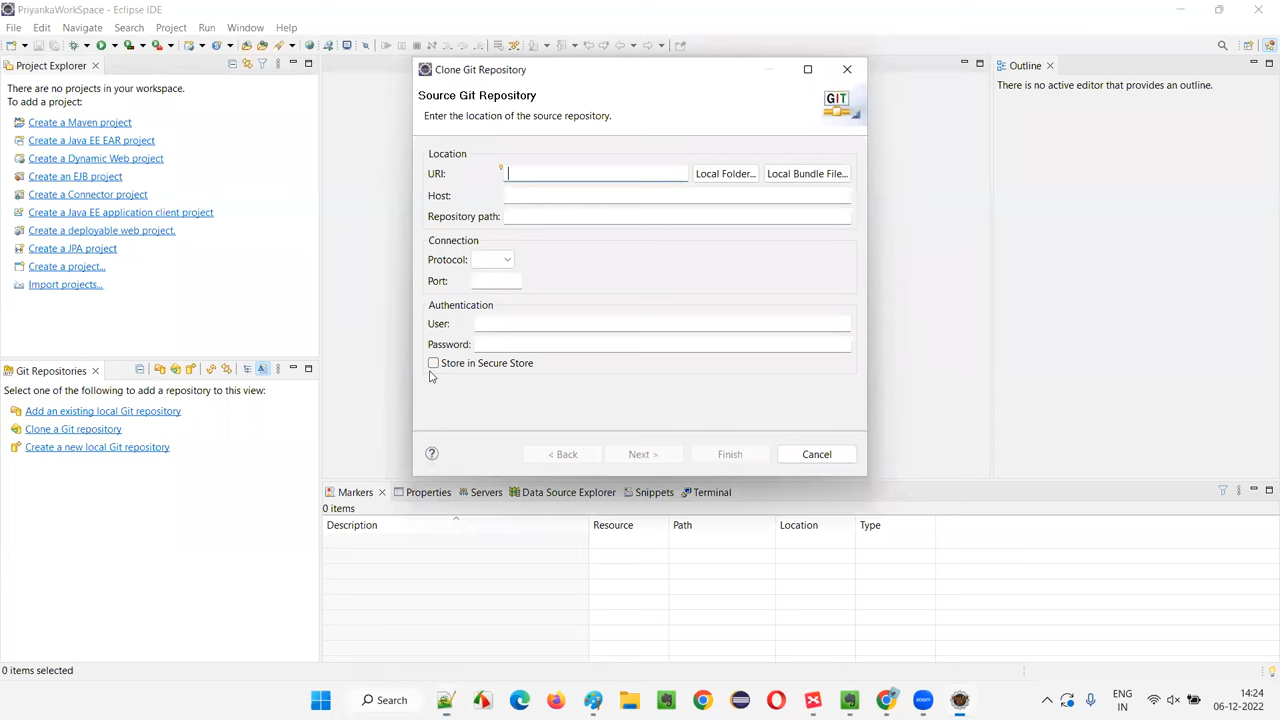 PriyankaWorkSpace - Eclipse IDE
File Edit Navigate Search Project Run Window Help
Project Explorer
There are no projects in your workspace.
To add a project:
Create a Maven project
Create a Java EE EAR project
Create a Dynamic Web project
Create an EJB project
Create a Connector project
Create a Java EE application client project
Create a deployable web project.
Create a JPA project
Create a project...
Import projects...
Git Repositories
Select one of the following to add a repository to this view:
Add an existing local Git repository
Clone a Git repository
Create a new local Git repository
Clone Git Repository
Source Git Repository
Enter the location of the source repository.
GIT
Location
URI: Local Folder... Local Bundle File...
Host:
Repository path:
Connection
Protocol:
Port:
Authentication
User:
Password:
Store in Secure Store
? < Back Next > Finish Cancel
Outline
There is no active editor that provides an outline.
Markers Properties Servers Data Source Explorer Snippets Terminal
0 items
Description Resource Path Location Type
0 items selected
Search
ENG
IN
14:24
06-12-2022